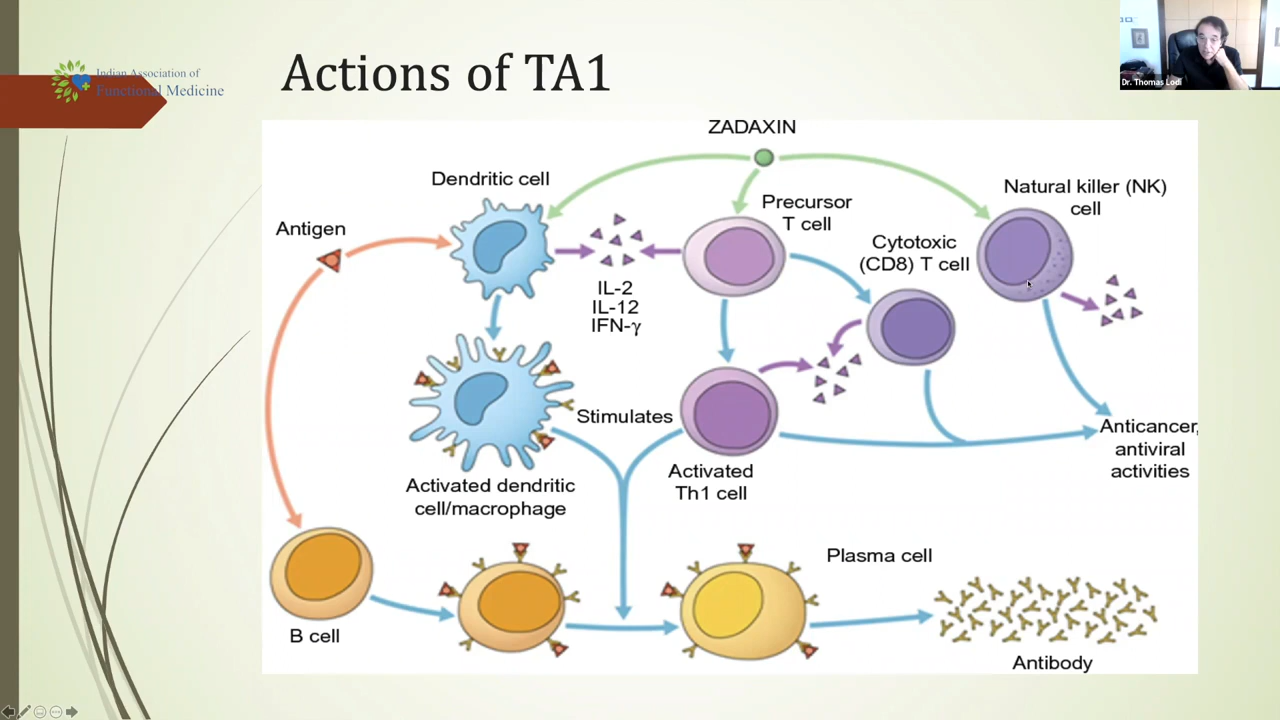 Indian Association of
Functional Medicine
Actions of TA1
Dr. Thomas Lodi
ZADAXIN
Dendritic cell
Natural killer (NK)
cell
Precursor
T cell
Antigen
Cytotoxic
(CD8) T cell
IL-2
IL-12
IFN-γ
Stimulates
Anticancer,
antiviral
activities
Activated
Th1 cell
Activated dendritic
cell/macrophage
Plasma cell
B cell
Antibody